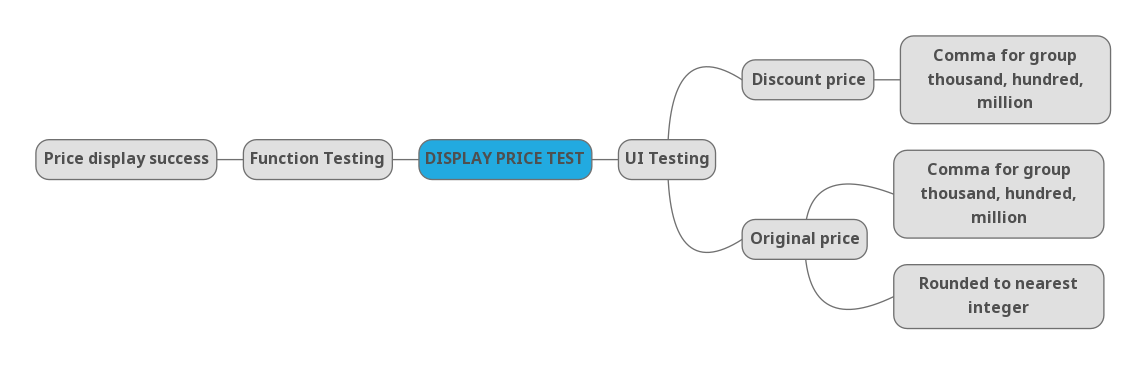 Price display success
Function Testing
DISPLAY PRICE TEST
UI Testing
Discount price
Comma for group
thousand, hundred,
million
Original price
Comma for group
thousand, hundred,
million
Rounded to nearest
integer